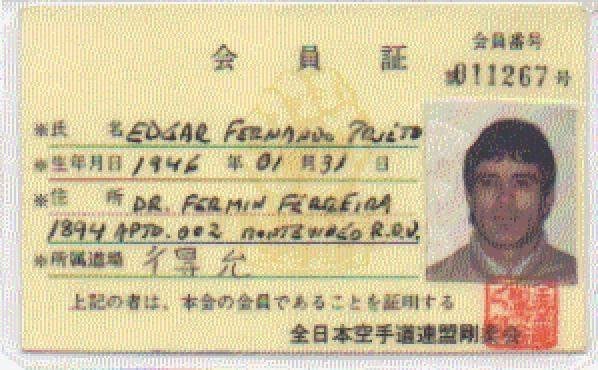 会員証
会員番号
第011267号
※氏 名 EDGAR FERNANDO PRIETO
※生年月日 1946 年 01 月 31 日
※住 所 DR. FERMIN FERREIRA
1894 APTO. 002 MONTEVIDEO R.O.U.
※所属道場
上記の者は、本会の会員であることを証明する
全日本空手道連盟剛柔会